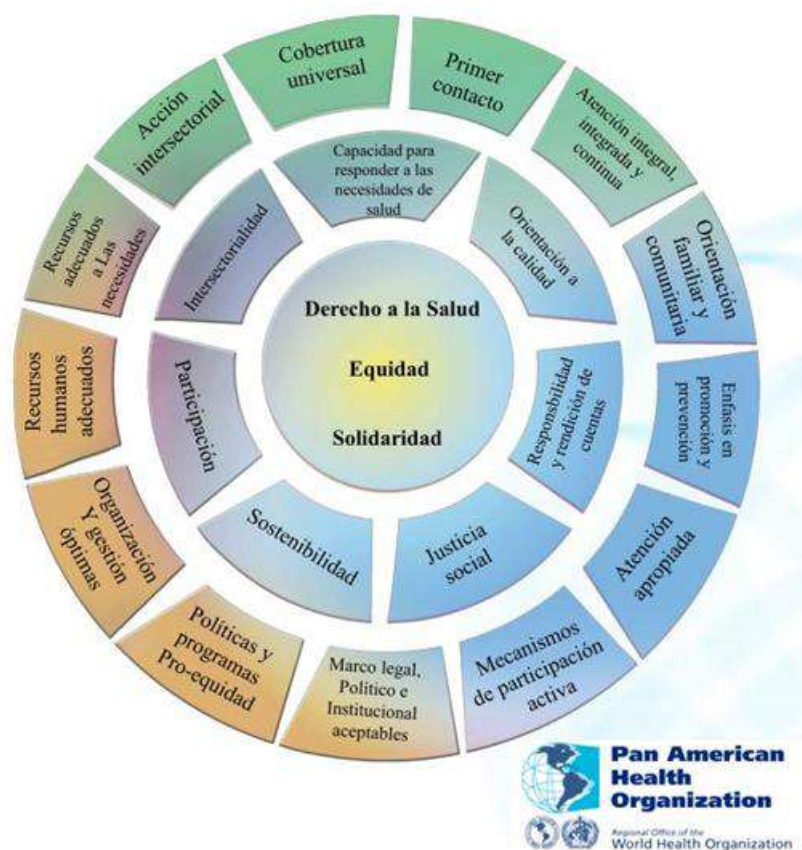 Cobertura
universal
Primer
contacto
Atención integral,
integrada y
continua
Orientación
familiar y
comunitaria
Enfasis en
promoción y
prevención
Atención
apropiada
Mecanismos
de participación
activa
Marco legal,
Político e
Institucional
aceptables
Políticas y
programas
Pro-equidad
Organización
Y gestión
óptimas
Recursos
humanos
adecuados
Recursos
adecuados
a Las
necesidades
Acción
intersectorial
Capacidad para
responder a las
necesidades de
salud
Orientación a
la calidad
Responsbilidad
y rendición de
cuentas
Justicia
social
Sostenibilidad
Participación
Intersectorialidad
Derecho a la Salud
Equidad
Solidaridad
Pan American
Health
Organization
Regional Office of the
World Health Organization